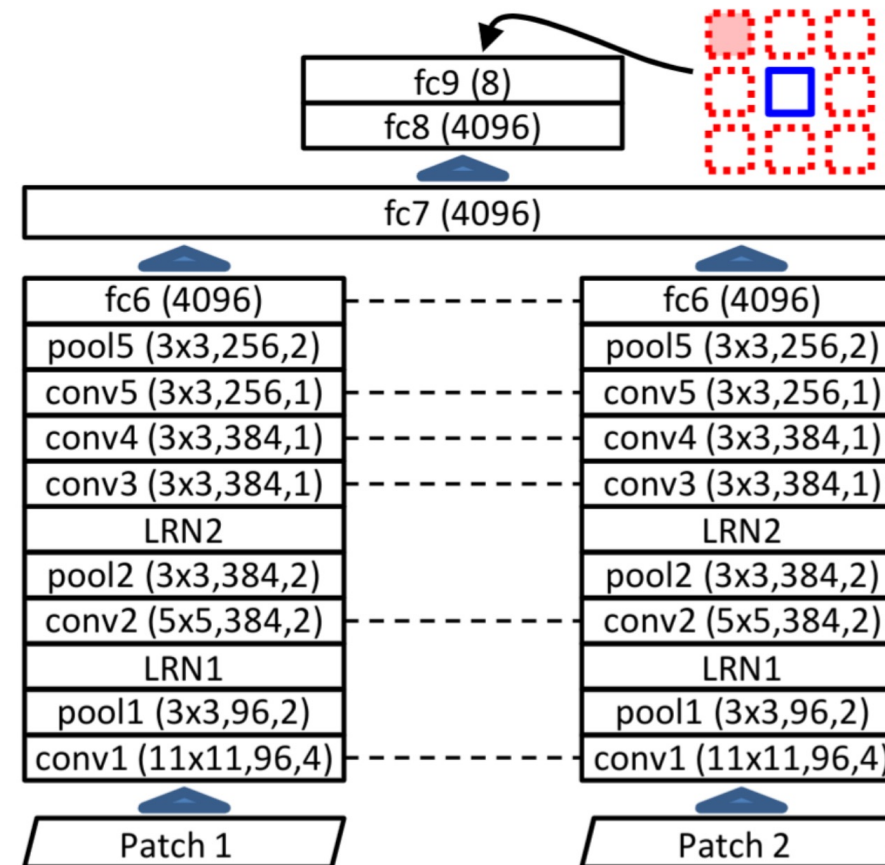 fc9 (8)
fc8 (4096)
fc7 (4096)
fc6 (4096)
pool5 (3x3,256,2)
conv5 (3x3,256,1)
conv4 (3x3,384,1)
conv3 (3x3,384,1)
LRN2
pool2 (3x3,384,2)
conv2 (5x5,384,2)
LRN1
pool1 (3x3,96,2)
conv1 (11x11,96,4)
Patch 1
fc6 (4096)
pool5 (3x3,256,2)
conv5 (3x3,256,1)
conv4 (3x3,384,1)
conv3 (3x3,384,1)
LRN2
pool2 (3x3,384,2)
conv2 (5x5,384,2)
LRN1
pool1 (3x3,96,2)
conv1 (11x11,96,4)
Patch 2